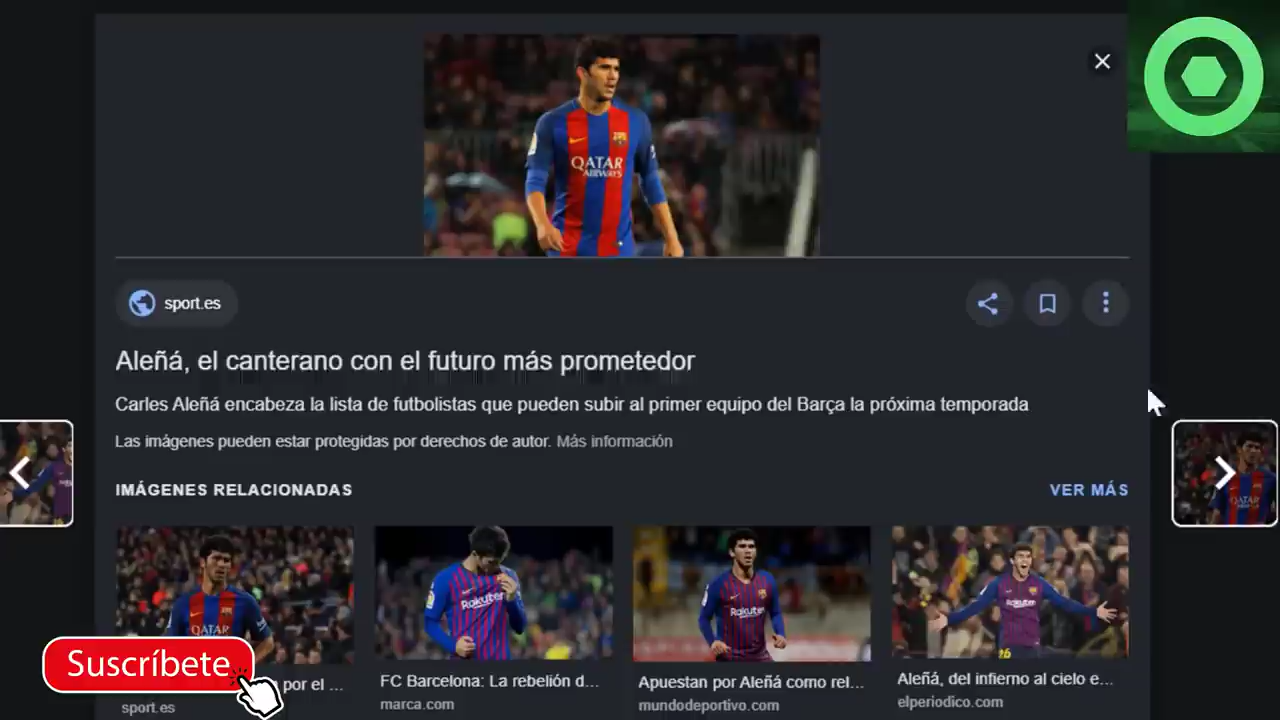 QATAR
AIRWAYS
sport.es
Aleñá, el canterano con el futuro más prometedor
Carles Aleñá encabeza la lista de futbolistas que pueden subir al primer equipo del Barça la próxima temporada
Las imágenes pueden estar protegidas por derechos de autor. Más información
IMÁGENES RELACIONADAS
VER MÁS
QATAR
Rakuten
Rakuten
Rakuten
QATAR
Suscríbete
por el ...
FC Barcelona: La rebelión d...
Apuestan por Aleñá como rel...
Aleñá, del infierno al cielo e...
sport.es
marca.com
mundodeportivo.com
elperiodico.com